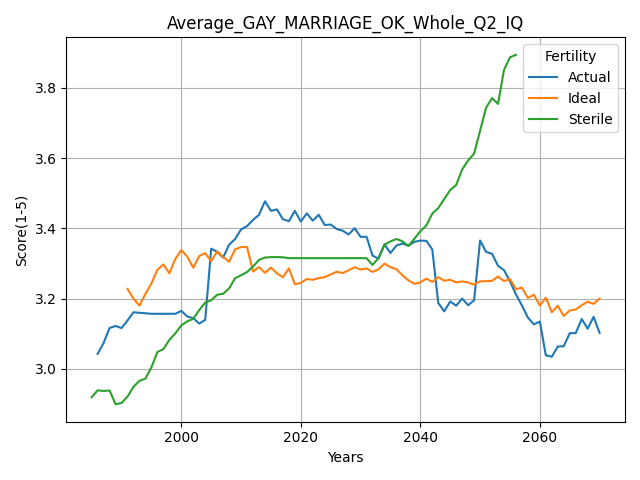 Average_GAY_MARRIAGE_OK_Whole_Q2_IQ
Fertility
Actual
Ideal
Sterile
Score(1-5)
3.8
3.6
3.4
3.2
3.0
2000
2020
2040
2060
Years